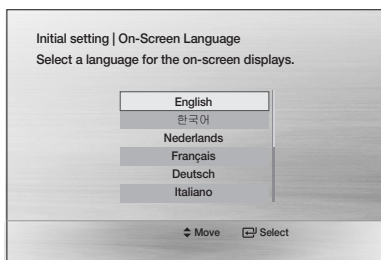 Initial setting | On-Screen Language
Select a language for the on-screen displays.
English
한국어
Nederlands
Français
Deutsch
Italiano
Move Select